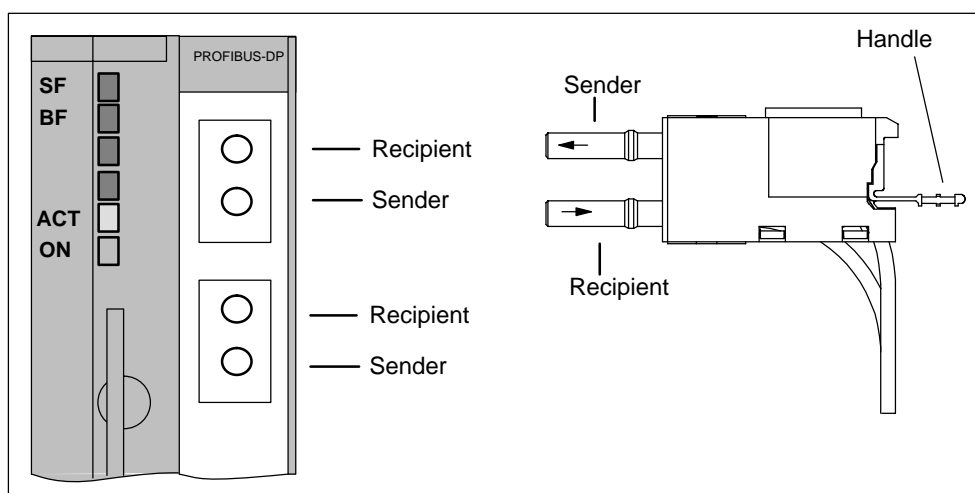 PROFIBUS-DP
SF
BF
ACT
ON
Recipient
Sender
Recipient
Sender
Handle
Sender
Recipient